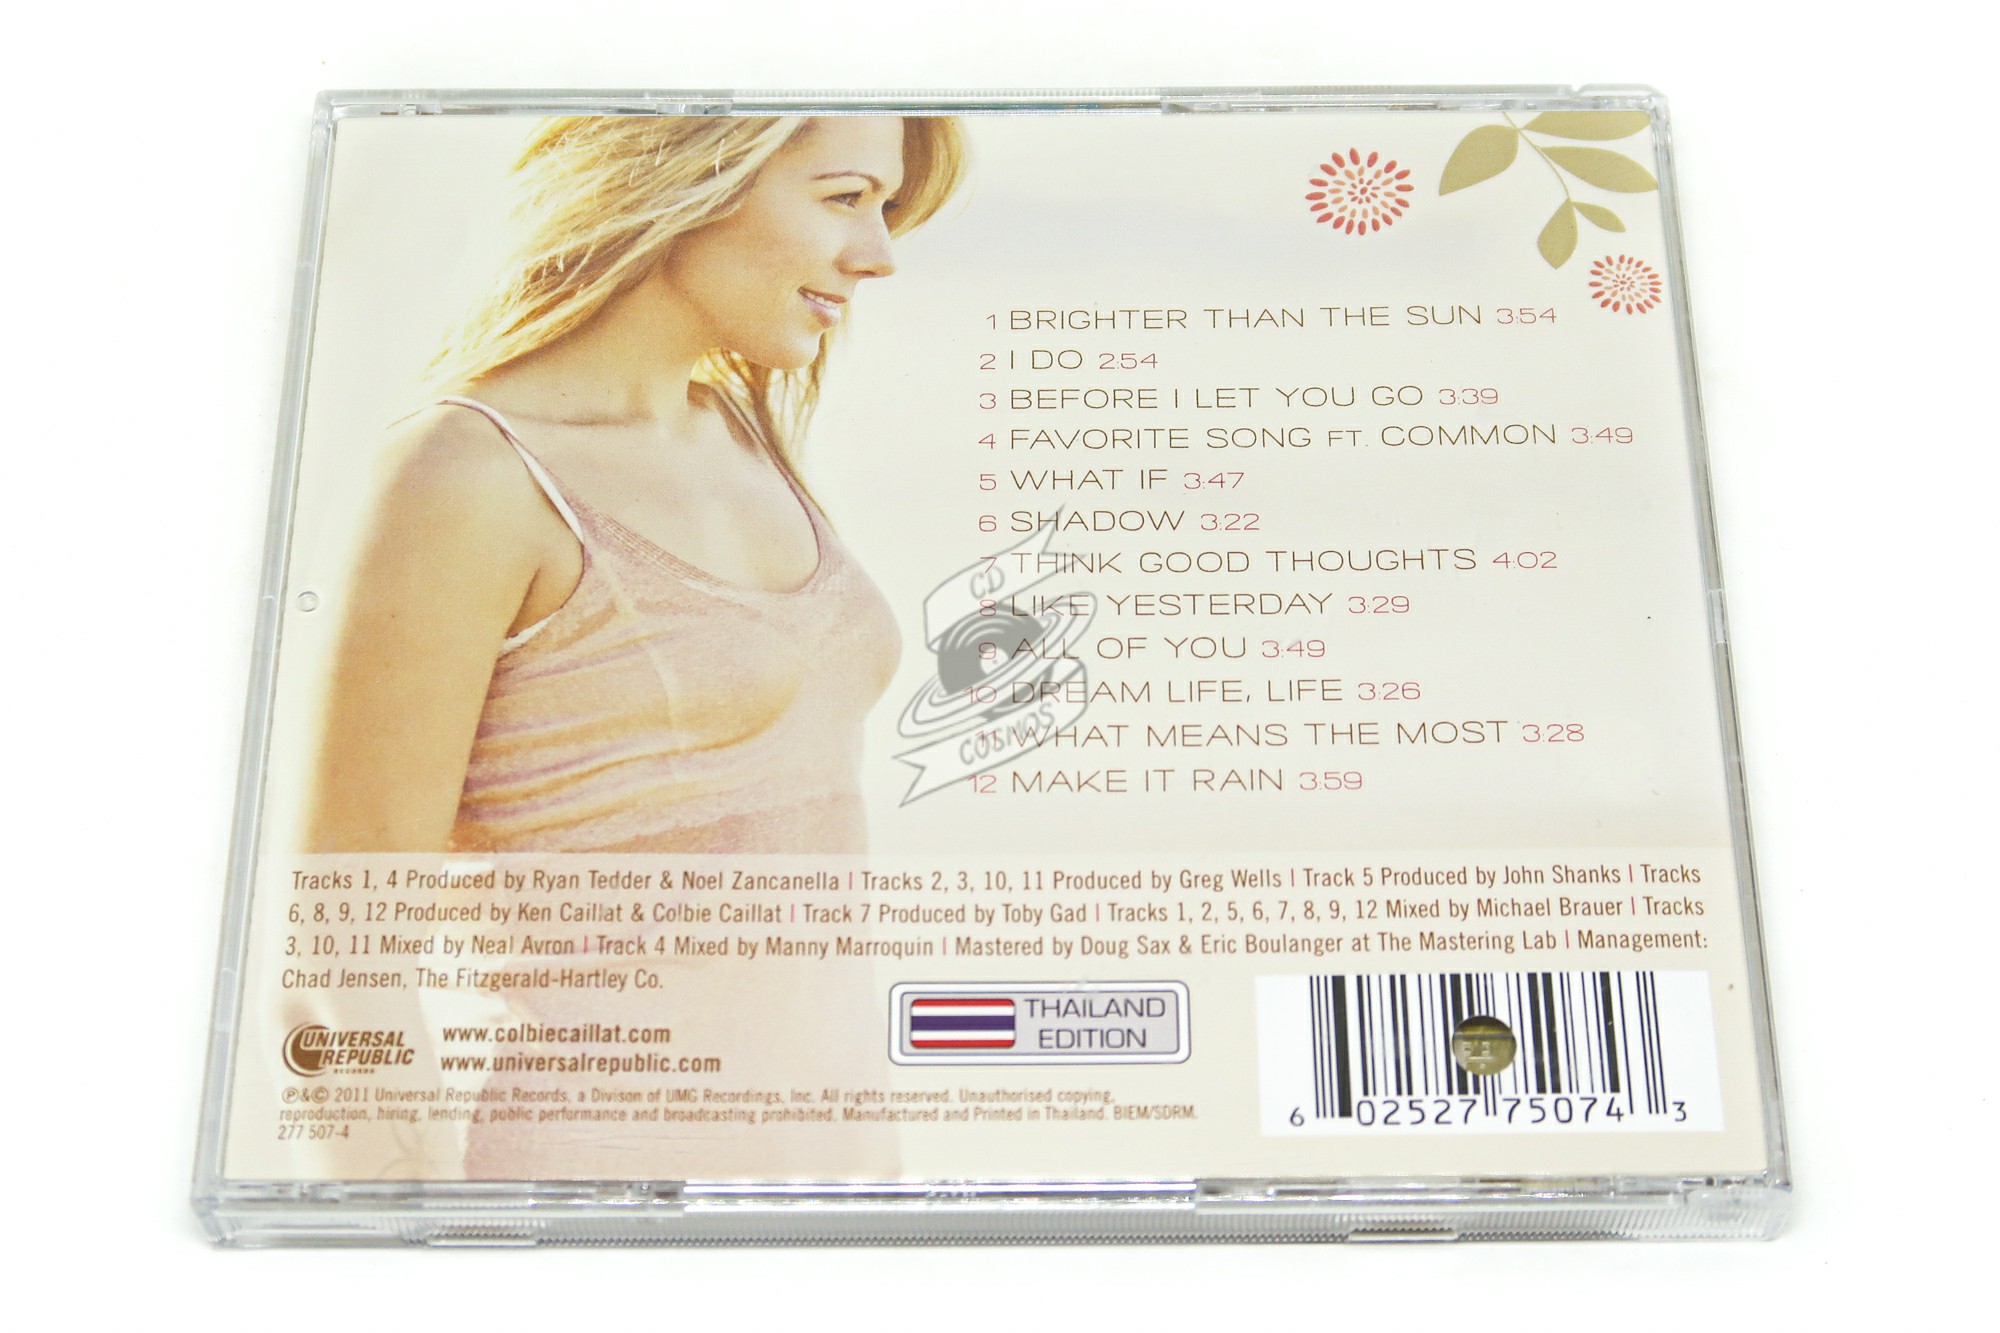 1 BRIGHTER THAN THE SUN 3:54
2 I DO 2:54
3 BEFORE I LET YOU GO 3:39
4 FAVORITE SONG FT. COMMON 3:49
5 WHAT IF 3:47
6 SHADOW 3:22
7 THINK GOOD THOUGHTS 4:02
8 LIKE YESTERDAY 3:29
9 ALL OF YOU 3:49
10 DREAM LIFE, LIFE 3:26
11 WHAT MEANS THE MOST 3:28
12 MAKE IT RAIN 3:59
CD
COSMOS
Tracks 1, 4 Produced by Ryan Tedder & Noel Zancanella | Tracks 2, 3, 10, 11 Produced by Greg Wells | Track 5 Produced by John Shanks | Tracks
6, 8, 9, 12 Produced by Ken Caillat & Colbie Caillat | Track 7 Produced by Toby Gad | Tracks 1, 2, 5, 6, 7, 8, 9, 12 Mixed by Michael Brauer | Tracks
3, 10, 11 Mixed by Neal Avron | Track 4 Mixed by Manny Marroquin | Mastered by Doug Sax & Eric Boulanger at The Mastering Lab | Management:
Chad Jensen, The Fitzgerald-Hartley Co.
UNIVERSAL
REPUBLIC
RECORDS
www.colbiecaillat.com
www.universalrepublic.com
THAILAND
EDITION
℗&© 2011 Universal Republic Records, a Divison of UMG Recordings, Inc. All rights reserved. Unauthorised copying,
reproduction, hiring, lending, public performance and broadcasting prohibited. Manufactured and Printed in Thailand. BIEM/SDRM.
277 507-4
6 02527 75074 3